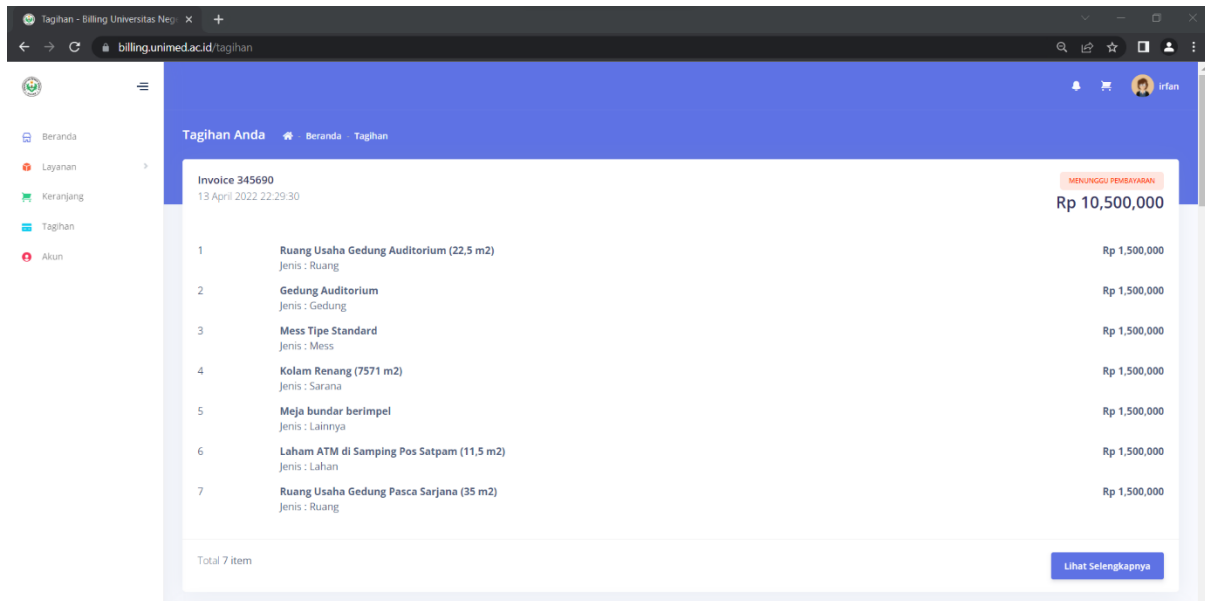 Tagihan - Billing Universitas Nege
billing.unimed.ac.id/tagihan
irfan
Beranda
Layanan
Keranjang
Tagihan
Akun
Tagihan Anda - Beranda - Tagihan
Invoice 345690
13 April 2022 22:29:30
MENUNGGU PEMBAYARAN
Rp 10,500,000
1 Ruang Usaha Gedung Auditorium (22,5 m2) Rp 1,500,000
Jenis : Ruang
2 Gedung Auditorium Rp 1,500,000
Jenis : Gedung
3 Mess Tipe Standard Rp 1,500,000
Jenis : Mess
4 Kolam Renang (7571 m2) Rp 1,500,000
Jenis : Sarana
5 Meja bundar berimpel Rp 1,500,000
Jenis : Lainnya
6 Laham ATM di Samping Pos Satpam (11,5 m2) Rp 1,500,000
Jenis : Lahan
7 Ruang Usaha Gedung Pasca Sarjana (35 m2) Rp 1,500,000
Jenis : Ruang
Total 7 item
Lihat Selengkapnya